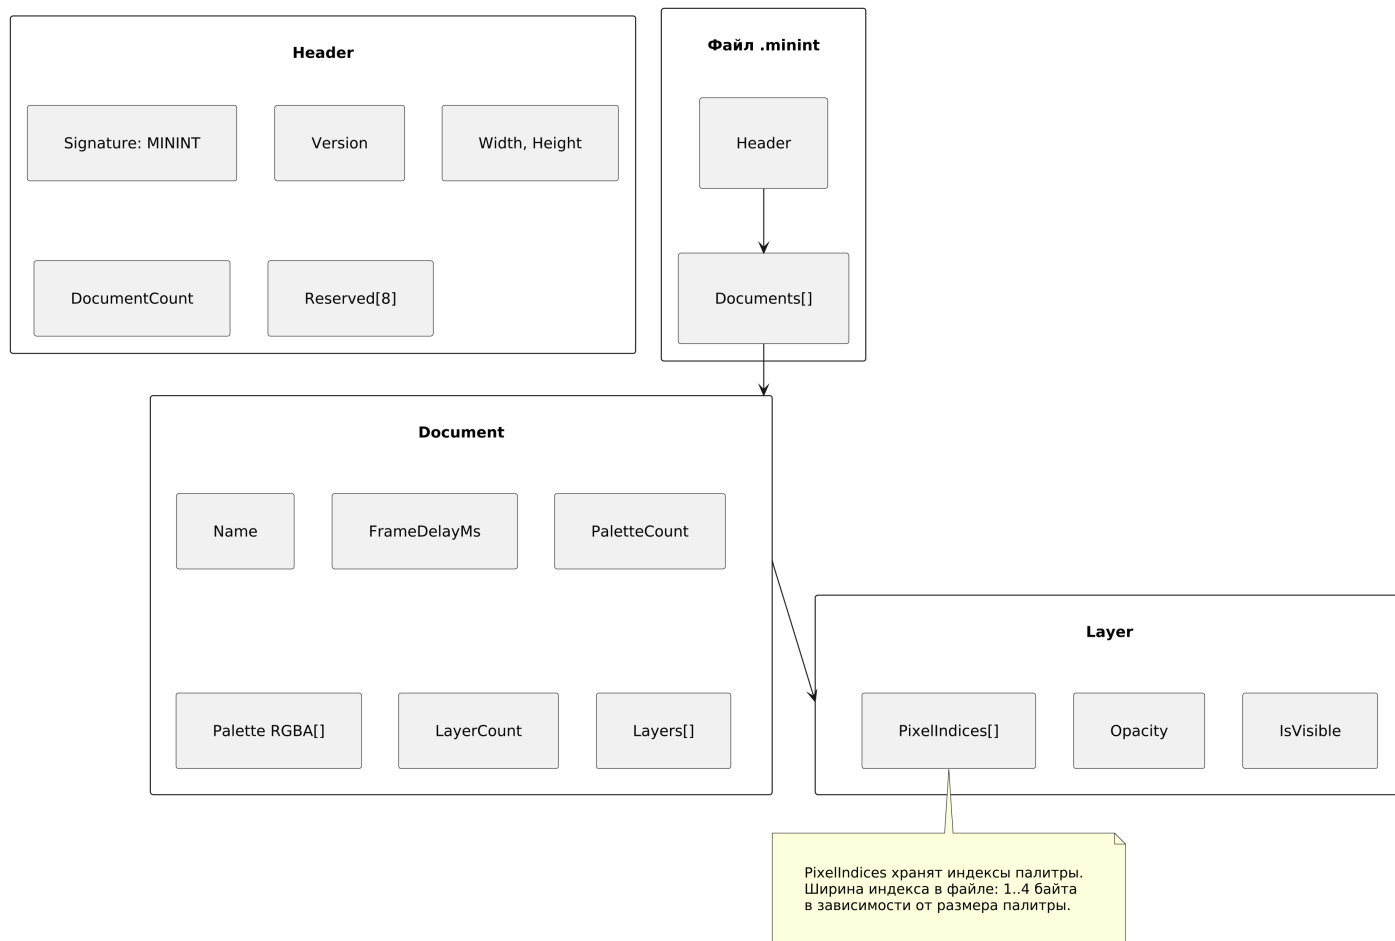 Header
Signature: MININT
Version
Width, Height
DocumentCount
Reserved[8]
Файл .minint
Header
Documents[]
Document
Name
FrameDelayMs
PaletteCount
Palette RGBA[]
LayerCount
Layers[]
Layer
PixelIndices[]
Opacity
IsVisible
PixelIndices хранят индексы палитры.
Ширина индекса в файле: 1..4 байта
в зависимости от размера палитры.